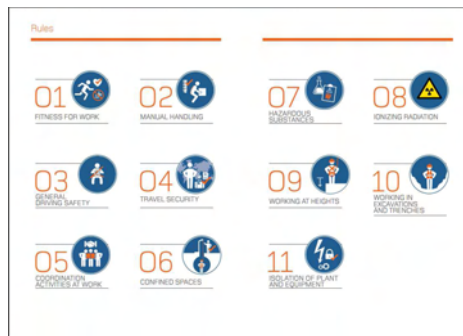 Rules
01
FITNESS FOR WORK
02
MANUAL HANDLING
03
GENERAL
DRIVING SAFETY
04
TRAVEL SECURITY
05
COORDINATION
ACTIVITIES AT WORK
06
CONFINED SPACES
07
HAZARDOUS
SUBSTANCES
08
IONIZING RADIATION
09
WORKING AT HEIGHTS
10
WORKING IN
EXCAVATIONS
AND TRENCHES
11
ISOLATION OF PLANT
AND EQUIPMENT